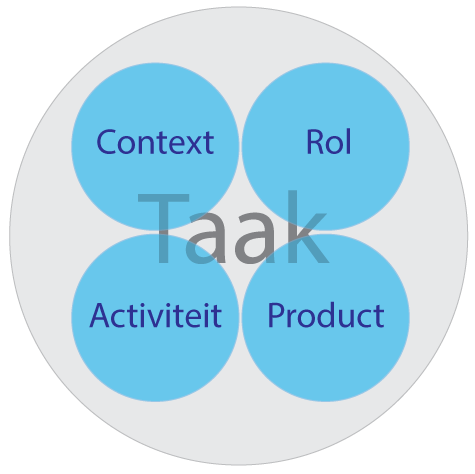 Context
Rol
Taak
Activiteit
Product